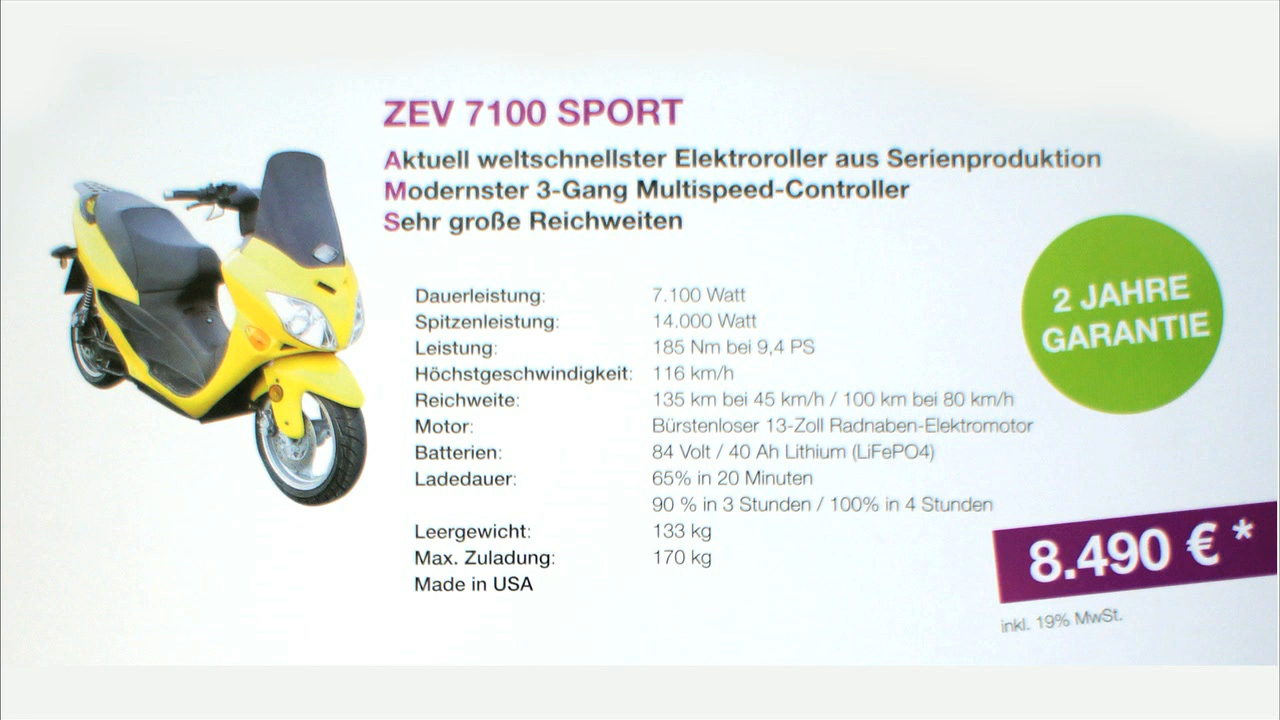 ZEV 7100 SPORT
Aktuell weltschnellster Elektroroller aus Serienproduktion
Modernster 3-Gang Multispeed-Controller
Sehr große Reichweiten
2 JAHRE
GARANTIE
Dauerleistung: 7.100 Watt
Spitzenleistung: 14.000 Watt
Leistung: 185 Nm bei 9,4 PS
Höchstgeschwindigkeit: 116 km/h
Reichweite: 135 km bei 45 km/h / 100 km bei 80 km/h
Motor: Bürstenloser 13-Zoll Radnaben-Elektromotor
Batterien: 84 Volt / 40 Ah Lithium (LiFePO4)
Ladedauer: 65% in 20 Minuten
90 % in 3 Stunden / 100% in 4 Stunden
Leergewicht: 133 kg
Max. Zuladung: 170 kg
Made in USA
8.490 € *
inkl. 19% MwSt.